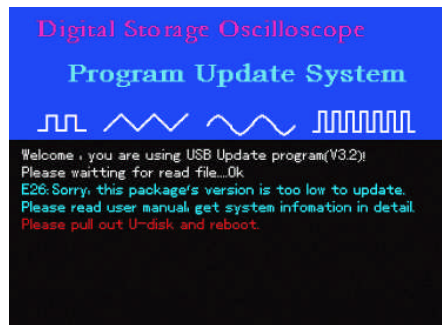 Digital Storage Oscilloscope
Program Update System
Welcome , you are using USB Update program(V3.2)!
Please waitting for read file....Ok
E26:Sorry, this package's version is too low to update.
Please read user manual, get system infomation in detail.
Please pull out U-disk and reboot.